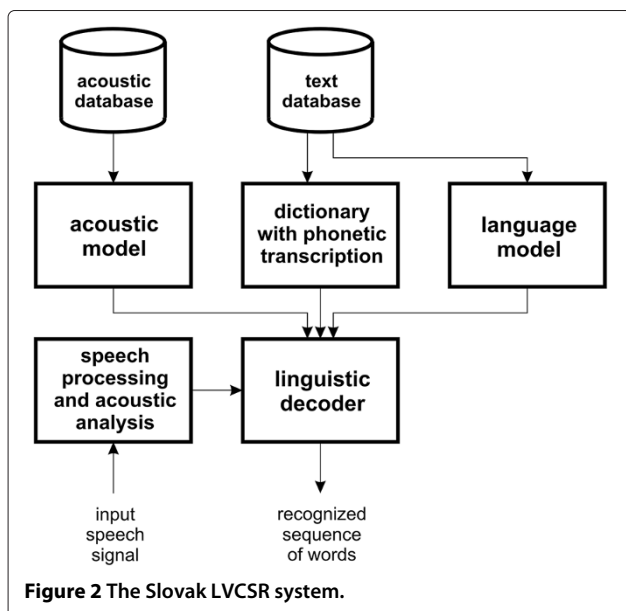 acoustic
database
text
database
acoustic
model
dictionary
with phonetic
transcription
language
model
speech
processing
and acoustic
analysis
linguistic
decoder
input
speech
signal
recognized
sequence
of words
Figure 2 The Slovak LVCSR system.